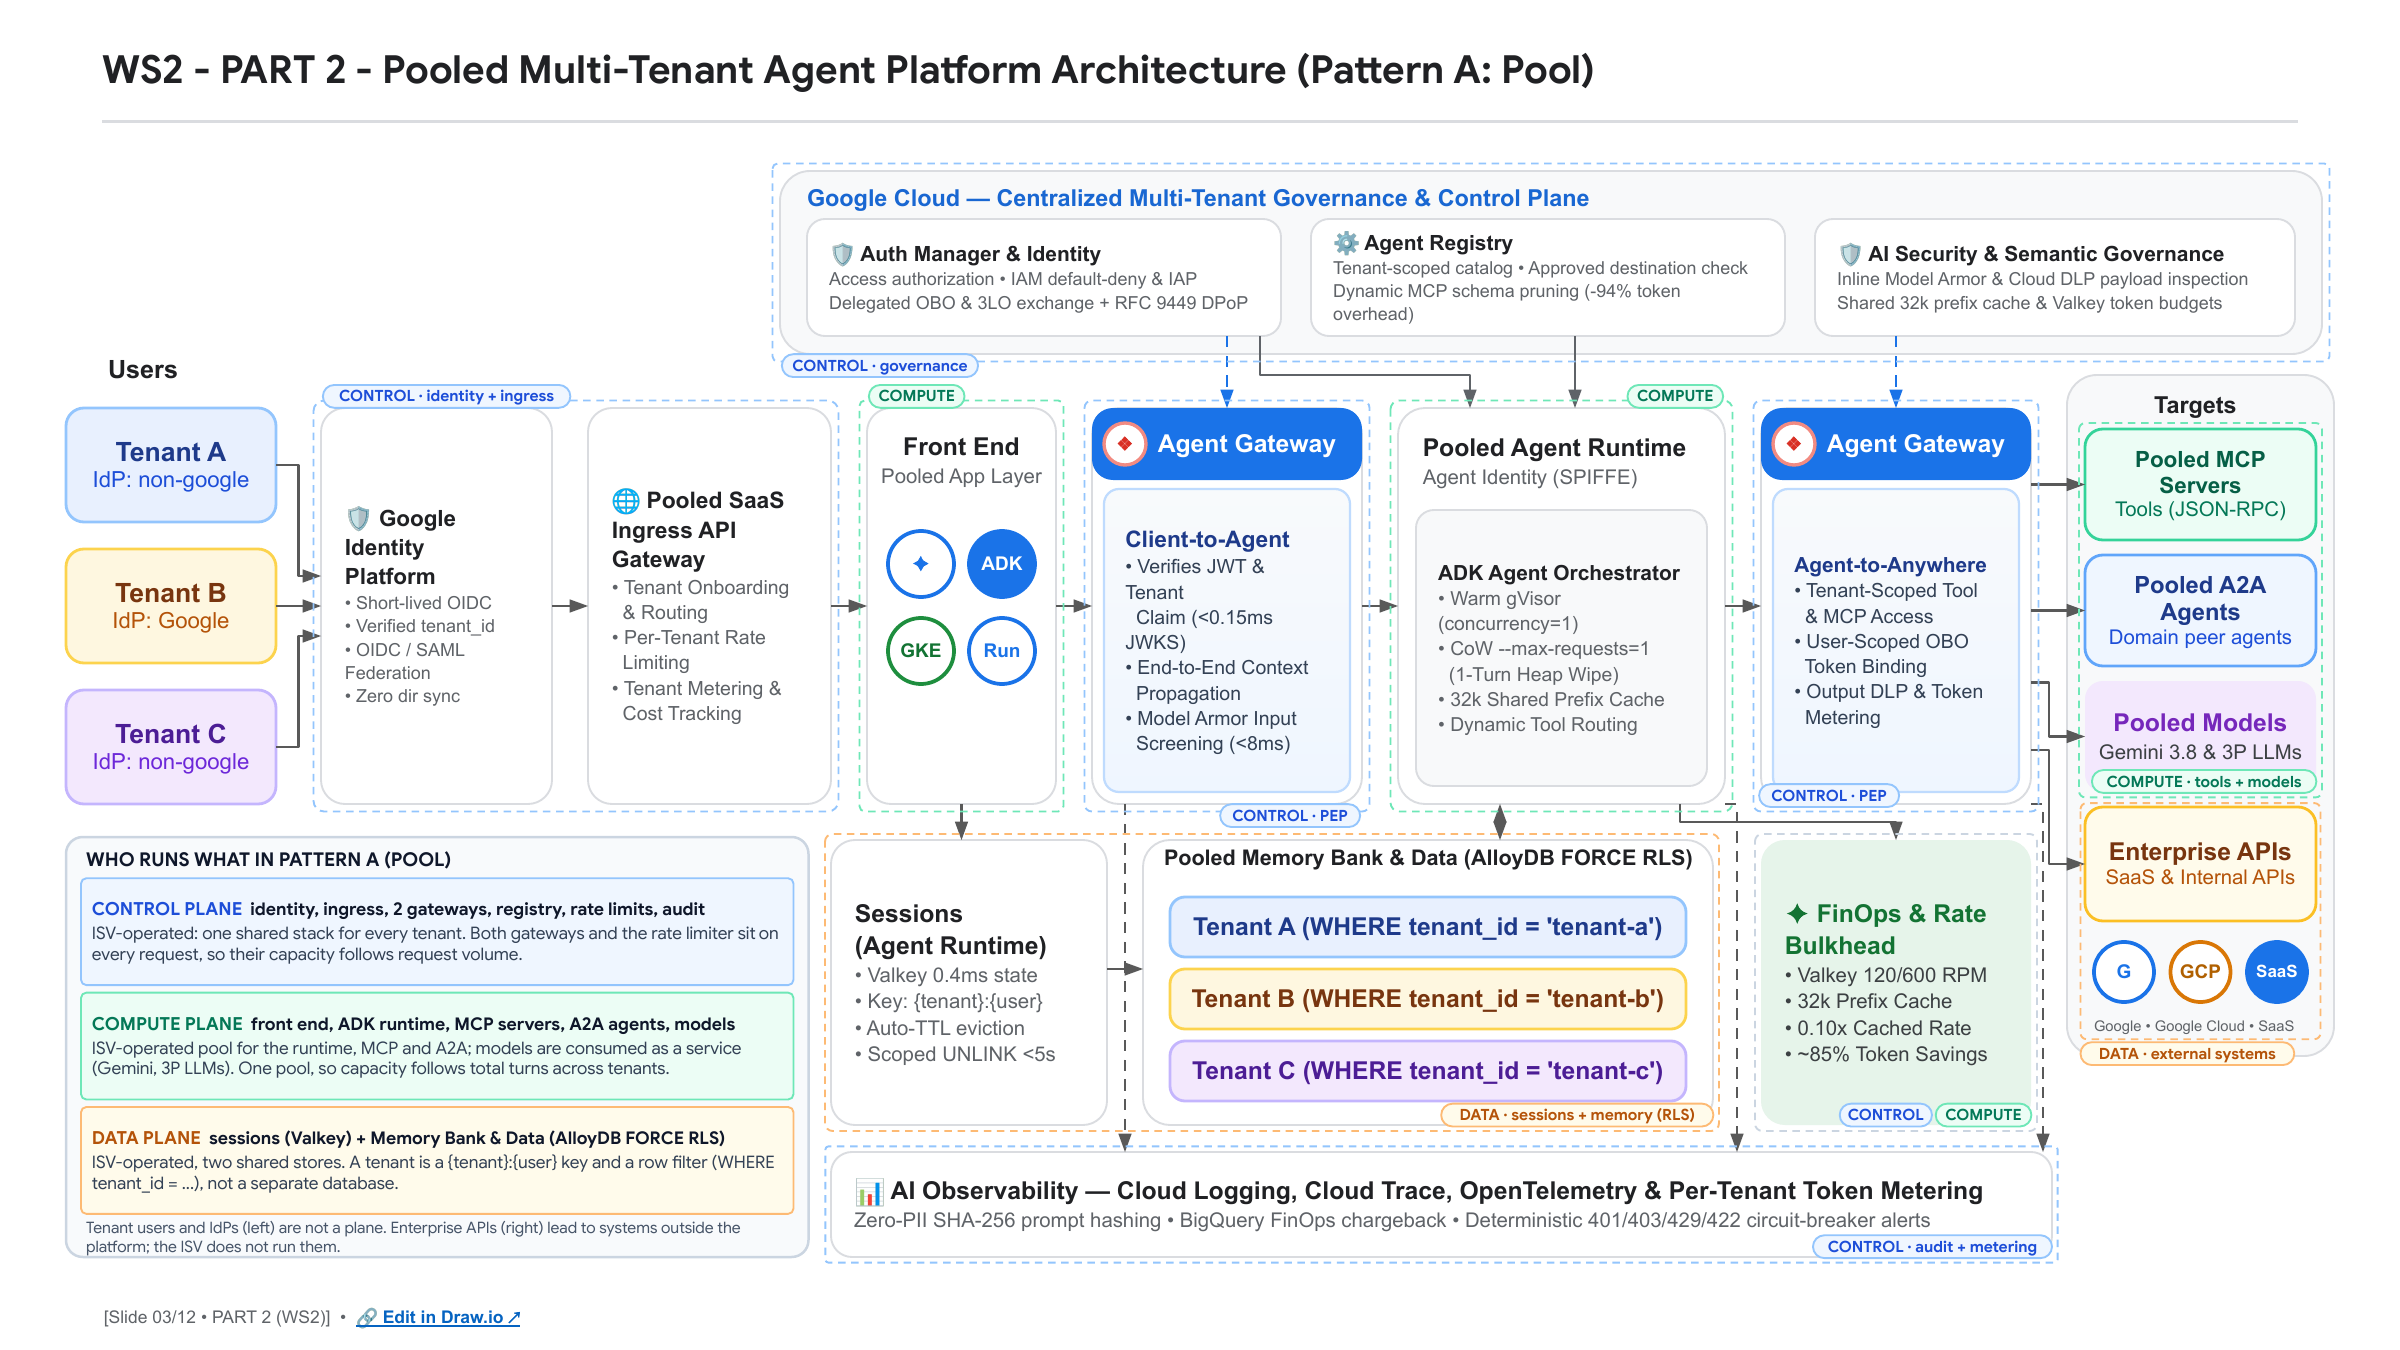 WS2 - PART 2 - Pooled Multi-Tenant Agent Platform Architecture (Pattern A: Pool)
Google Cloud — Centralized Multi-Tenant Governance & Control Plane
Auth Manager & Identity
Access authorization • IAM default-deny & IAP
Delegated OBO & 3LO exchange + RFC 9449 DPoP
Agent Registry
Tenant-scoped catalog • Approved destination check
Dynamic MCP schema pruning (-94% token
overhead)
AI Security & Semantic Governance
Inline Model Armor & Cloud DLP payload inspection
Shared 32k prefix cache & Valkey token budgets
CONTROL · governance
Users
Tenant A
IdP: non-google
Tenant B
IdP: Google
Tenant C
IdP: non-google
CONTROL · identity + ingress
Google
Identity
Platform
• Short-lived OIDC
• Verified tenant_id
• OIDC / SAML
Federation
• Zero dir sync
Pooled SaaS
Ingress API
Gateway
• Tenant Onboarding
& Routing
• Per-Tenant Rate
Limiting
• Tenant Metering &
Cost Tracking
COMPUTE
Front End
Pooled App Layer
ADK
GKE
Run
Agent Gateway
Client-to-Agent
• Verifies JWT &
Tenant
Claim (<0.15ms
JWKS)
• End-to-End Context
Propagation
• Model Armor Input
Screening (<8ms)
CONTROL · PEP
COMPUTE
Pooled Agent Runtime
Agent Identity (SPIFFE)
ADK Agent Orchestrator
• Warm gVisor
(concurrency=1)
• CoW --max-requests=1
(1-Turn Heap Wipe)
• 32k Shared Prefix Cache
• Dynamic Tool Routing
Agent Gateway
Agent-to-Anywhere
• Tenant-Scoped Tool
& MCP Access
• User-Scoped OBO
Token Binding
• Output DLP & Token
Metering
CONTROL · PEP
Targets
Pooled MCP
Servers
Tools (JSON-RPC)
Pooled A2A
Agents
Domain peer agents
Pooled Models
Gemini 3.8 & 3P LLMs
COMPUTE · tools + models
Enterprise APIs
SaaS & Internal APIs
G
GCP
SaaS
Google • Google Cloud • SaaS
DATA · external systems
WHO RUNS WHAT IN PATTERN A (POOL)
CONTROL PLANE identity, ingress, 2 gateways, registry, rate limits, audit
ISV-operated: one shared stack for every tenant. Both gateways and the rate limiter sit on
every request, so their capacity follows request volume.
COMPUTE PLANE front end, ADK runtime, MCP servers, A2A agents, models
ISV-operated pool for the runtime, MCP and A2A; models are consumed as a service
(Gemini, 3P LLMs). One pool, so capacity follows total turns across tenants.
DATA PLANE sessions (Valkey) + Memory Bank & Data (AlloyDB FORCE RLS)
ISV-operated, two shared stores. A tenant is a {tenant}:{user} key and a row filter (WHERE
tenant_id = ...), not a separate database.
Tenant users and IdPs (left) are not a plane. Enterprise APIs (right) lead to systems outside the
platform; the ISV does not run them.
Sessions
(Agent Runtime)
• Valkey 0.4ms state
• Key: {tenant}:{user}
• Auto-TTL eviction
• Scoped UNLINK <5s
Pooled Memory Bank & Data (AlloyDB FORCE RLS)
Tenant A (WHERE tenant_id = 'tenant-a')
Tenant B (WHERE tenant_id = 'tenant-b')
Tenant C (WHERE tenant_id = 'tenant-c')
DATA · sessions + memory (RLS)
✦ FinOps & Rate
Bulkhead
• Valkey 120/600 RPM
• 32k Prefix Cache
• 0.10x Cached Rate
• ~85% Token Savings
CONTROL
COMPUTE
AI Observability — Cloud Logging, Cloud Trace, OpenTelemetry & Per-Tenant Token Metering
Zero-PII SHA-256 prompt hashing • BigQuery FinOps chargeback • Deterministic 401/403/429/422 circuit-breaker alerts
CONTROL · audit + metering
[Slide 03/12 • PART 2 (WS2)] • 🔗 Edit in Draw.io ↗